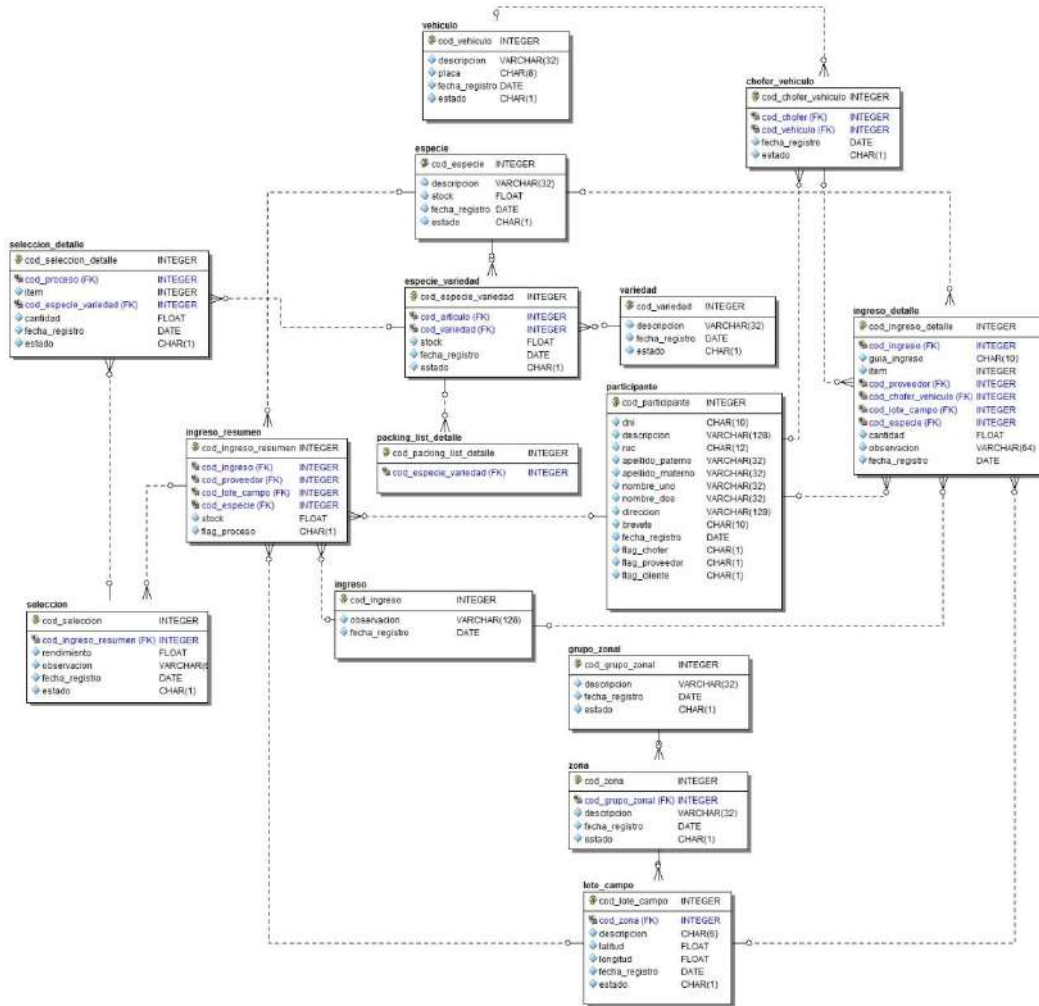 vehiculo
cod_vehiculo INTEGER
descripcion VARCHAR(32)
placa CHAR(8)
fecha_registro DATE
estado CHAR(1)
chofer_vehiculo
cod_chofer_vehiculo INTEGER
cod_chofer (FK) INTEGER
cod_vehiculo (FK) INTEGER
fecha_registro DATE
estado CHAR(1)
especie
cod_especie INTEGER
descripcion VARCHAR(32)
stock FLOAT
fecha_registro DATE
estado CHAR(1)
seleccion_detalle
cod_seleccion_detalle INTEGER
cod_proceso (FK) INTEGER
item INTEGER
cod_especie_variedad (FK) INTEGER
cantidad FLOAT
fecha_registro DATE
estado CHAR(1)
especie_variedad
cod_especie_variedad INTEGER
cod_articulo (FK) INTEGER
cod_variedad (FK) INTEGER
stock FLOAT
fecha_registro DATE
estado CHAR(1)
variedad
cod_variedad INTEGER
descripcion VARCHAR(32)
fecha_registro DATE
estado CHAR(1)
ingreso_detalle
cod_ingreso_detalle INTEGER
cod_ingreso (FK) INTEGER
guia_ingreso CHAR(10)
item INTEGER
cod_proveedor (FK) INTEGER
cod_chofer_vehiculo (FK) INTEGER
cod_lote_campo (FK) INTEGER
cod_especie (FK) INTEGER
cantidad FLOAT
observacion VARCHAR(64)
fecha_registro DATE
participante
cod_participante INTEGER
dni CHAR(10)
descripcion VARCHAR(128)
ruc CHAR(12)
apellido_paterno VARCHAR(32)
apellido_materno VARCHAR(32)
nombre_uno VARCHAR(32)
nombre_dos VARCHAR(32)
direccion VARCHAR(128)
brevete CHAR(10)
fecha_registro DATE
flag_chofer CHAR(1)
flag_proveedor CHAR(1)
flag_cliente CHAR(1)
ingreso_resumen
cod_ingreso_resumen INTEGER
cod_ingreso (FK) INTEGER
cod_proveedor (FK) INTEGER
cod_lote_campo (FK) INTEGER
cod_especie (FK) INTEGER
stock FLOAT
flag_proceso CHAR(1)
packing_list_detalle
cod_packing_list_detalle INTEGER
cod_especie_variedad (FK) INTEGER
ingreso
cod_ingreso INTEGER
observacion VARCHAR(128)
fecha_registro DATE
seleccion
cod_seleccion INTEGER
cod_ingreso_resumen (FK) INTEGER
rendimiento FLOAT
observacion VARCHAR(
fecha_registro DATE
estado CHAR(1)
grupo_zonal
cod_grupo_zonal INTEGER
descripcion VARCHAR(32)
fecha_registro DATE
estado CHAR(1)
zona
cod_zona INTEGER
cod_grupo_zonal (FK) INTEGER
descripcion VARCHAR(32)
fecha_registro DATE
estado CHAR(1)
lote_campo
cod_lote_campo INTEGER
cod_zona (FK) INTEGER
descripcion CHAR(6)
latitud FLOAT
longitud FLOAT
fecha_registro DATE
estado CHAR(1)